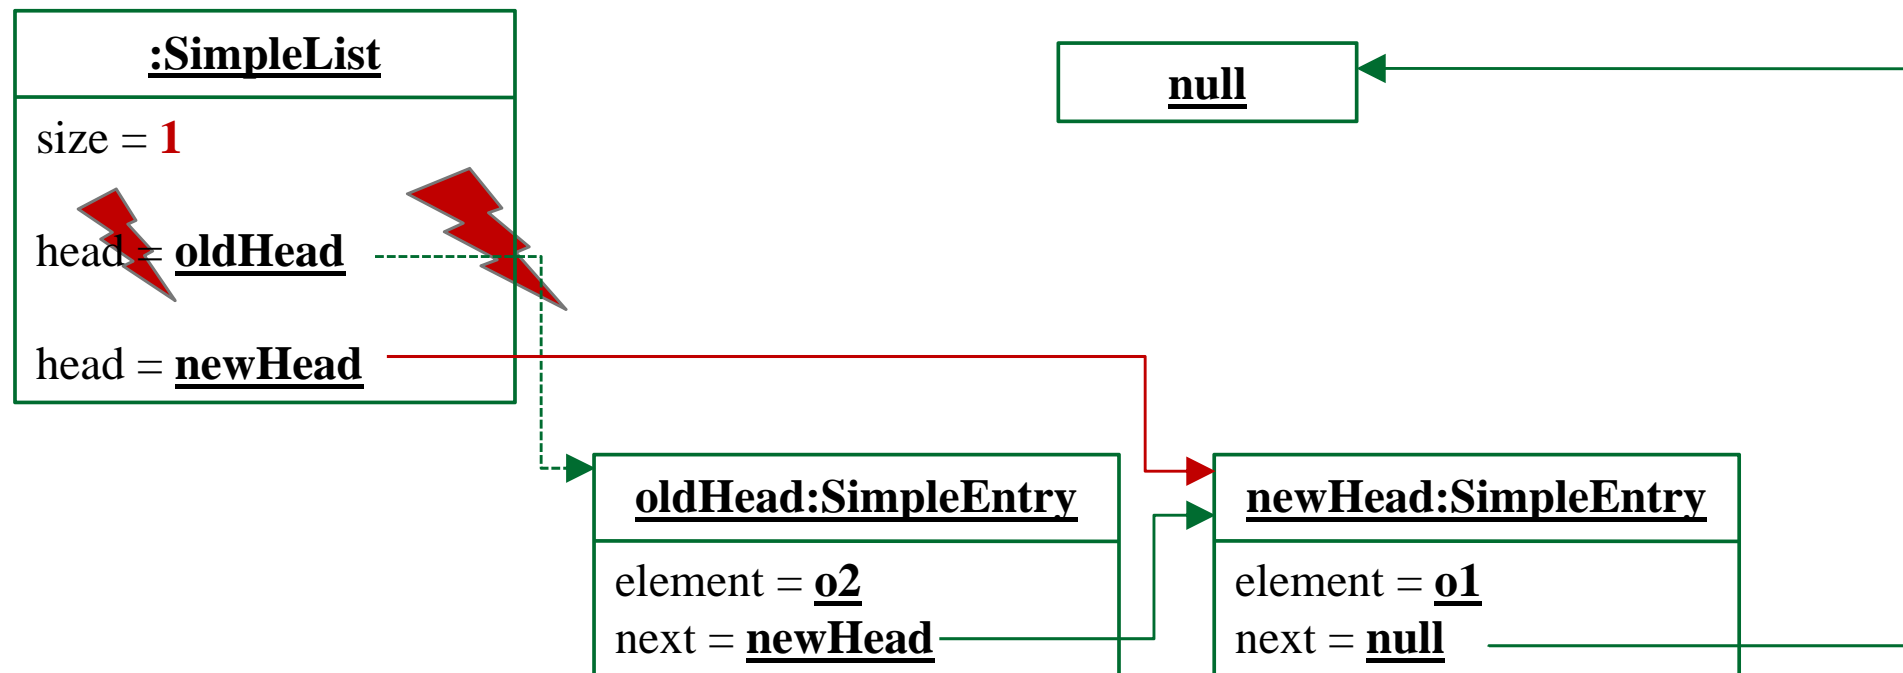 :SimpleList
null
size = 1
head = oldHead
head = newHead
oldHead:SimpleEntry
element = o2
next = newHead
newHead:SimpleEntry
element = o1
next = null